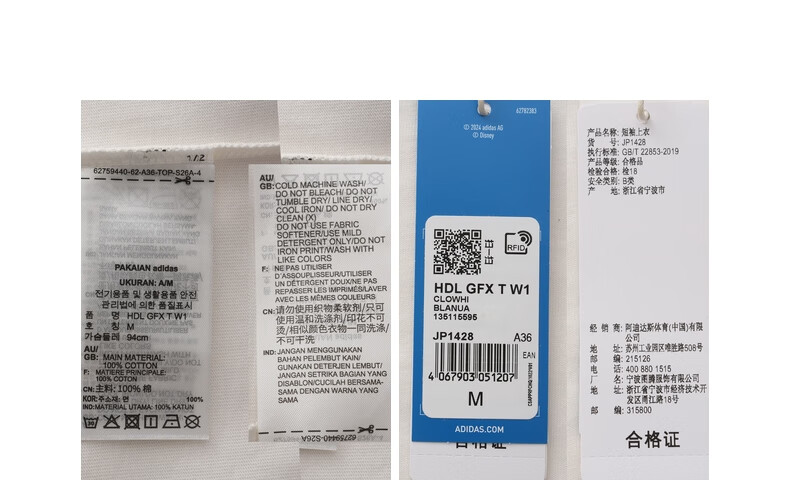 1/2
62759440-62-A36-TOP-S26A-4
PAKAIAN adidas
UKURAN: A/M
전기용품 및 생활용품 안전
관리법에 의한 품질표시
품 명 HDL GFX T W1
호 칭 M
가슴둘레 94cm
AU/
GB: MAIN MATERIAL:
100% COTTON
F: MATIERE PRINCIPALE:
100% COTON
CN: 主料: 100% 棉
KOR: 주소재: 면 100%
IND: MATERIAL UTAMA: 100% KATUN
AU/
GB: COLD MACHINE WASH/
DO NOT BLEACH/ DO NOT
TUMBLE DRY/ LINE DRY/
COOL IRON/ DO NOT DRY
CLEAN (X)
DO NOT USE FABRIC
SOFTENER/USE MILD
DETERGENT ONLY/DO NOT
IRON PRINT/WASH WITH
LIKE COLORS
F: NE PAS UTILISER
D'ASSOUPLISSEUR/UTILISER
UN DETERGENT DOUX/NE PAS
REPASSER LES IMPRIMÉS/LAVER
AVEC LES MÊMES COULEURS
CN: 请勿使用织物柔软剂/只可
使用温和洗涤剂/印花不可
烫/相似颜色衣物一同洗涤/
不可干洗
IND: JANGAN MENGGUNAKAN
BAHAN PELEMBUT KAIN/
GUNAKAN DETERJEN LEMBUT/
JANGAN SETRIKA BAGIAN YANG
DISABLON/CUCILAH BERSAMA-
SAMA DENGAN WARNA YANG
SAMA
62759440-S26A
62782383
© 2024 adidas AG
© Disney
RFID
HDL GFX T W1
CLOWHI
BLANUA
135115595
JP1428 A36
EAN
4 067903 051207
M
ADIDAS.COM
合格证
产品名称: 短袖上衣
货 号: JP1428
执行标准: GB/T 22853-2019
产品等级: 合格品
检验合格: 检18
安全类别: B类
产 地: 浙江省宁波市
经 销 商: 阿迪达斯体育(中国)有限
公司
地 址: 苏州工业园区唯胜路508号
邮 编: 215126
电 话: 400 880 1515
厂 名: 宁波图腾服饰有限公司
地 址: 浙江省宁波市经济技术开
发区甬江路18号
邮 编: 315800
合格证